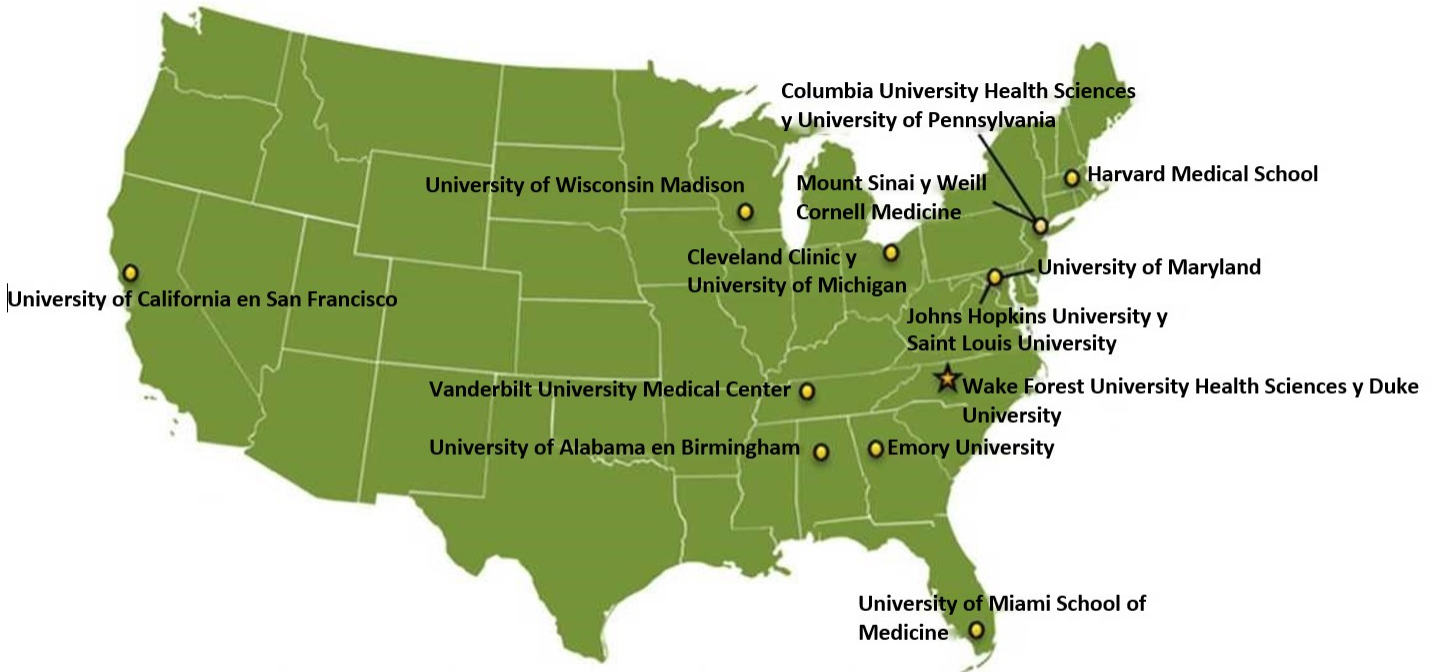 Columbia University Health Sciences
y University of Pennsylvania
Harvard Medical School
University of Wisconsin Madison
Mount Sinai y Weill
Cornell Medicine
Cleveland Clinic y
University of Michigan
University of Maryland
University of California en San Francisco
Johns Hopkins University y
Saint Louis University
Vanderbilt University Medical Center
Wake Forest University Health Sciences y Duke
University
University of Alabama en Birmingham
Emory University
University of Miami School of
Medicine